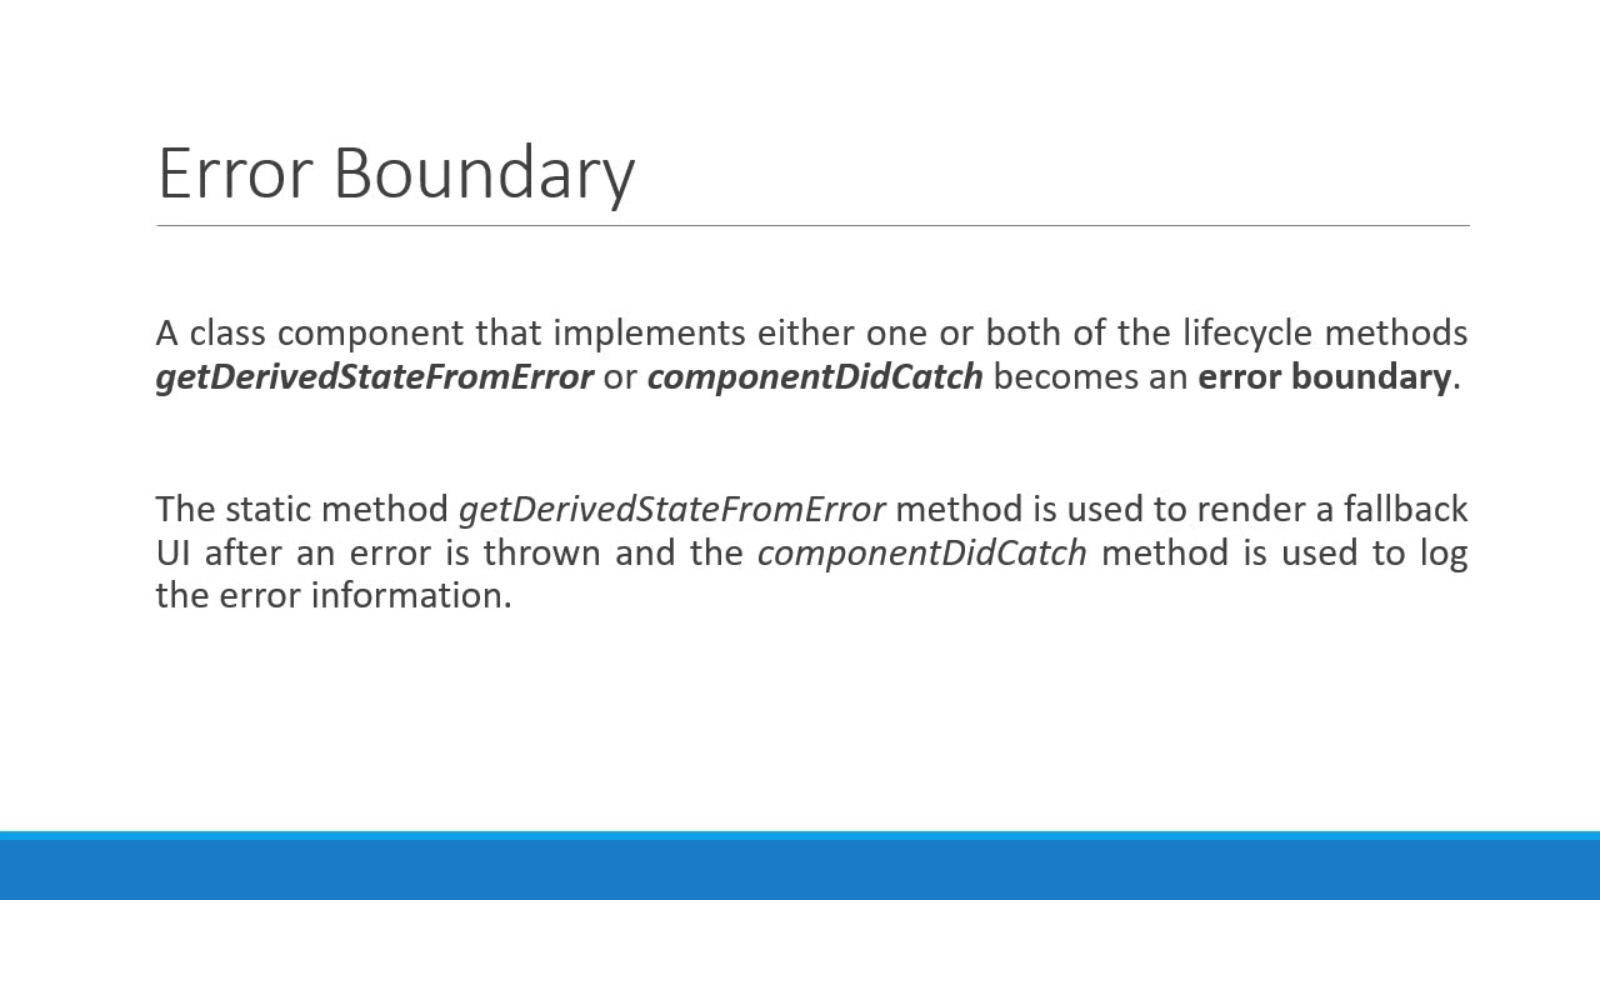 Error Boundary
A class component that implements either one or both of the lifecycle methods
getDerivedStateFromError or componentDidCatch becomes an error boundary.
The static method getDerivedStateFromError method is used to render a fallback
UI after an error is thrown and the componentDidCatch method is used to log
the error information.